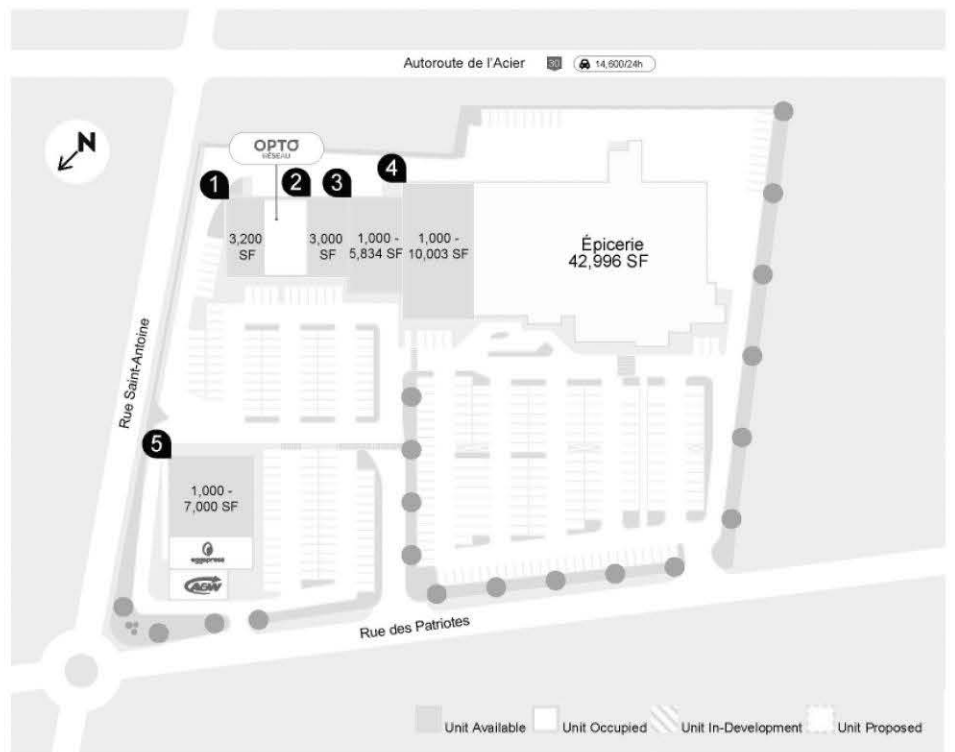 Autoroute de l'Acier 30 14,600/24h
N
OPTO
RÉSEAU
1
2
3
4
3,200
SF
3,000
SF
1,000 -
5,834 SF
1,000 -
10,003 SF
Épicerie
42,996 SF
Rue Saint-Antoine
5
1,000 -
7,000 SF
eggspress
A&W
Rue des Patriotes
Unit Available Unit Occupied Unit In-Development Unit Proposed